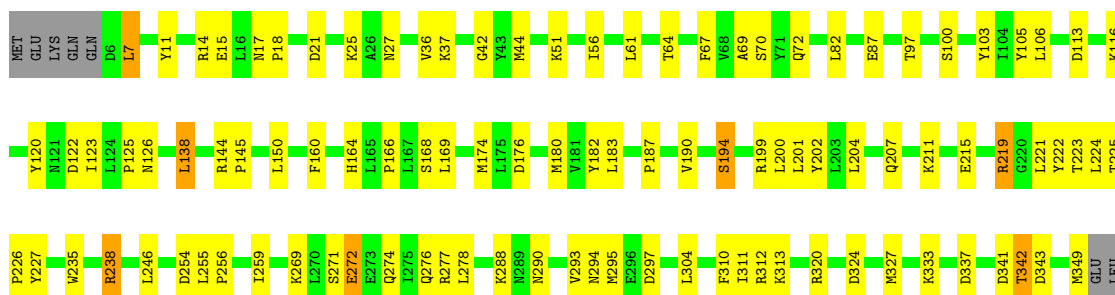 MET GLU LYS GLN GLN D6 L7 Y11 R14 E15 L16 N17 P18 D21 K25 A26 N27 V36 K37 G42 Y43 M44 K51 I56 L61 T64 F67 V68 A69 S70 Y71 Q72 L82 E87 T97 S100 Y103 I104 Y105 L106 D113 K116
Y120 N121 D122 I123 L124 P125 N126 L138 R144 P145 L150 F160 H164 L165 P166 L167 S168 L169 M174 L175 D176 M180 V181 Y182 L183 P187 V190 S194 R199 L200 L201 Y202 L203 L204 Q207 K211 E215 R219 G220 L221 Y222 T223 L224 T225
P226 Y227 W235 R238 L246 D254 L255 P256 I259 K269 L270 S271 E272 E273 Q274 I275 Q276 R277 L278 K288 N289 N290 V293 N294 M295 E296 D297 L304 F310 I311 R312 K313 R320 D324 M327 K333 D337 D341 T342 D343 M349 GLU LEU